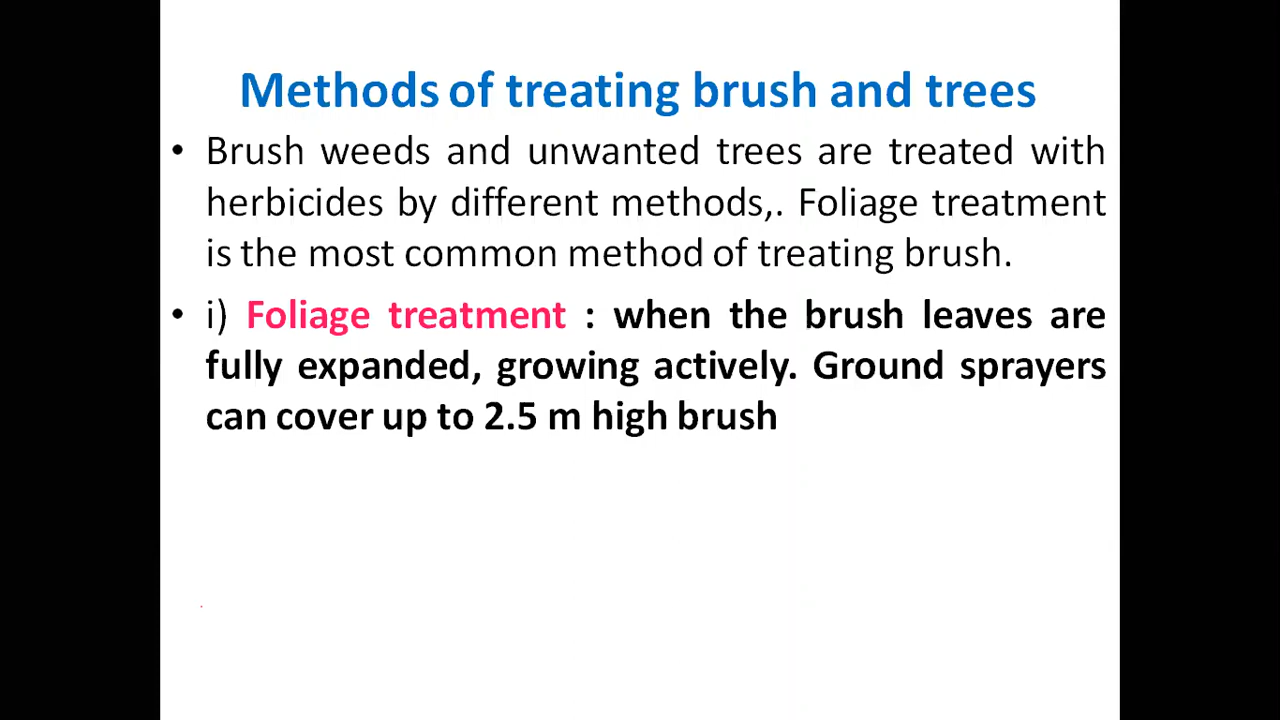 Methods of treating brush and trees
• Brush weeds and unwanted trees are treated with
herbicides by different methods,. Foliage treatment
is the most common method of treating brush.
• i) Foliage treatment : when the brush leaves are
fully expanded, growing actively. Ground sprayers
can cover up to 2.5 m high brush